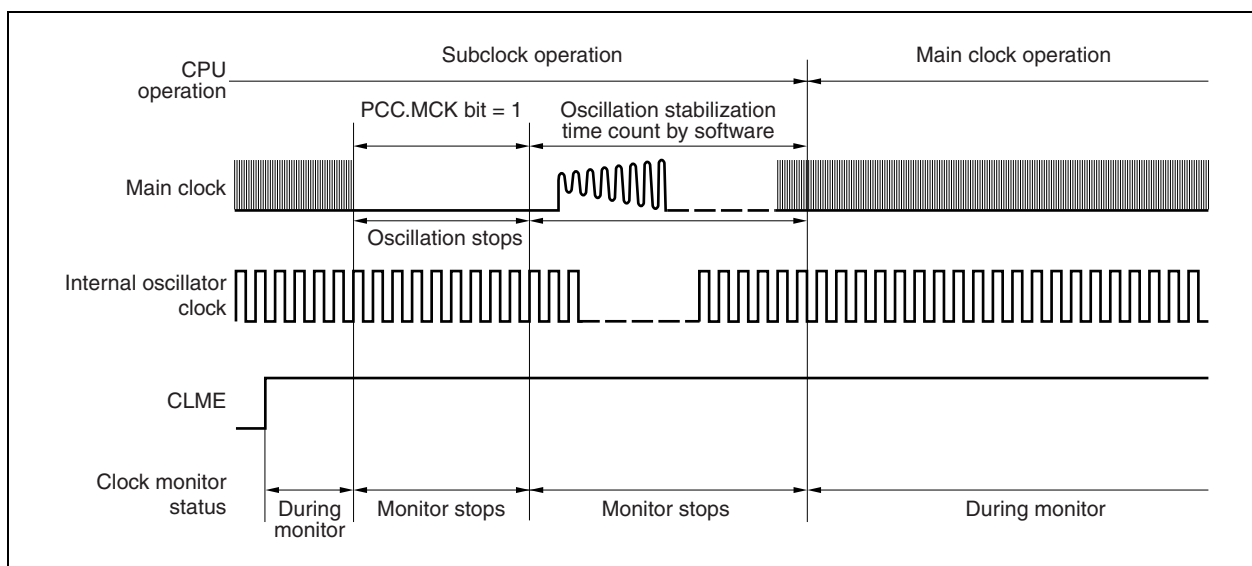 CPU
operation
Subclock operation
Main clock operation
PCC.MCK bit = 1
Oscillation stabilization
time count by software
Main clock
Oscillation stops
Internal oscillator
clock
CLME
Clock monitor
status
During
monitor
Monitor stops
Monitor stops
During monitor